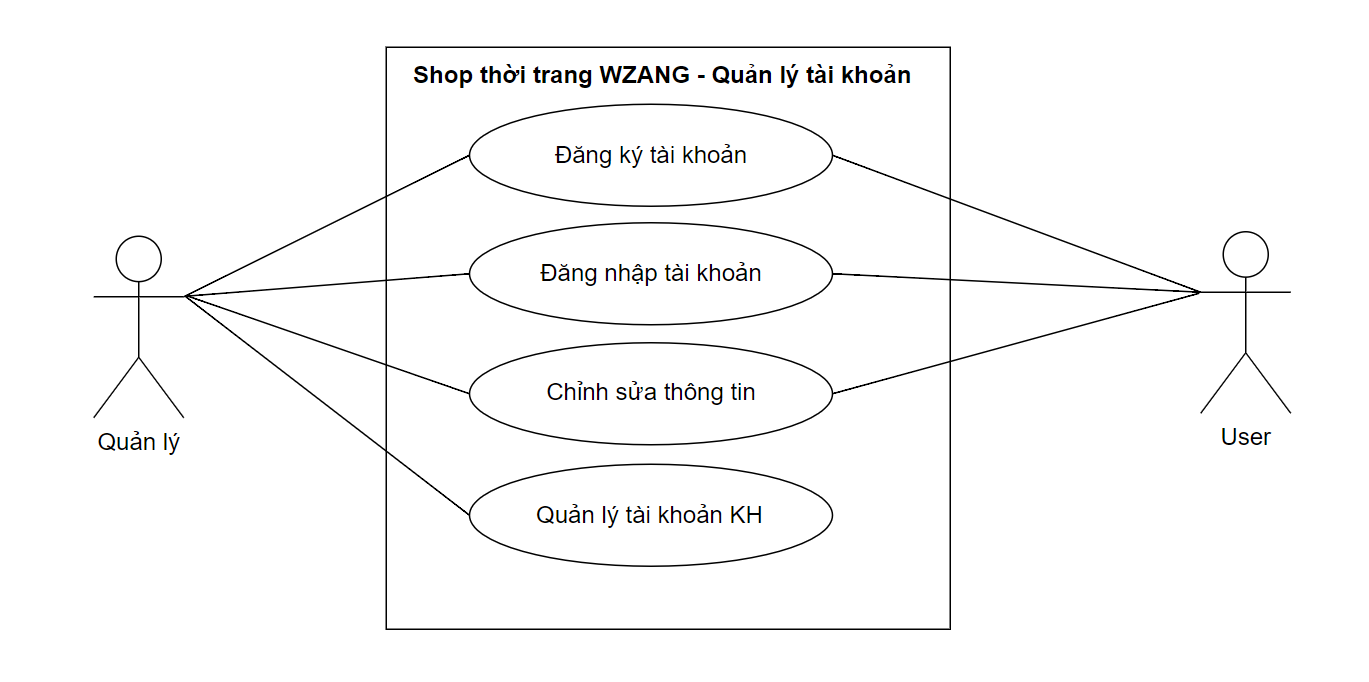 Shop thời trang WZANG - Quản lý tài khoản
Đăng ký tài khoản
Đăng nhập tài khoản
Chỉnh sửa thông tin
Quản lý tài khoản KH
Quản lý
User